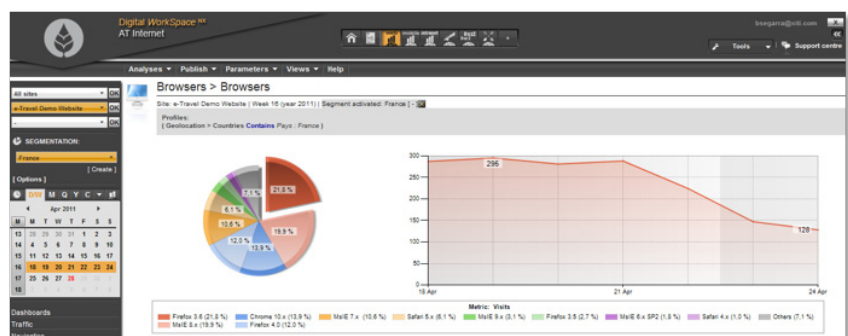 Digital WorkSpace NX
AT Internet
bsegarra@siti.com
Tools
Support centre
Analyses Publish Parameters Views Help
All sites OK
e-Travel Demo Website OK
- OK
SEGMENTATION:
France
[ Create ]
[ Options ]
D/W M Q Y C
Apr 2011
M M T W T F S S
13 28 29 30 31 1 2 3
14 4 5 6 7 8 9 10
15 11 12 13 14 15 16 17
16 18 19 20 21 22 23 24
17 25 26 27 28
18
Dashboards
Traffic
Browsers > Browsers
Site: e-Travel Demo Website | Week 16 (year 2011) | Segment activated: France [ -
Profiles:
( Geolocation > Countries Contains Pays : France )
21,8 %
19,9 %
13,9 %
12,0 %
10,6 %
6,1 %
7,1 %
300
250
200
150
100
50
0
295
128
18 Apr
21 Apr
24 Apr
Metric: Visits
Firefox 3.6 (21,8 %) Chrome 10.x (13,9 %) MsIE 7.x (10,6 %) Safari 5.x (6,1 %) MsIE 9.x (3,1 %) Firefox 3.5 (2,7 %) MsIE 6.x SP2 (1,8 %) Safari 4.x (1,0 %) Others (7,1 %)
MsIE 8.x (19,9 %) Firefox 4.0 (12,0 %)